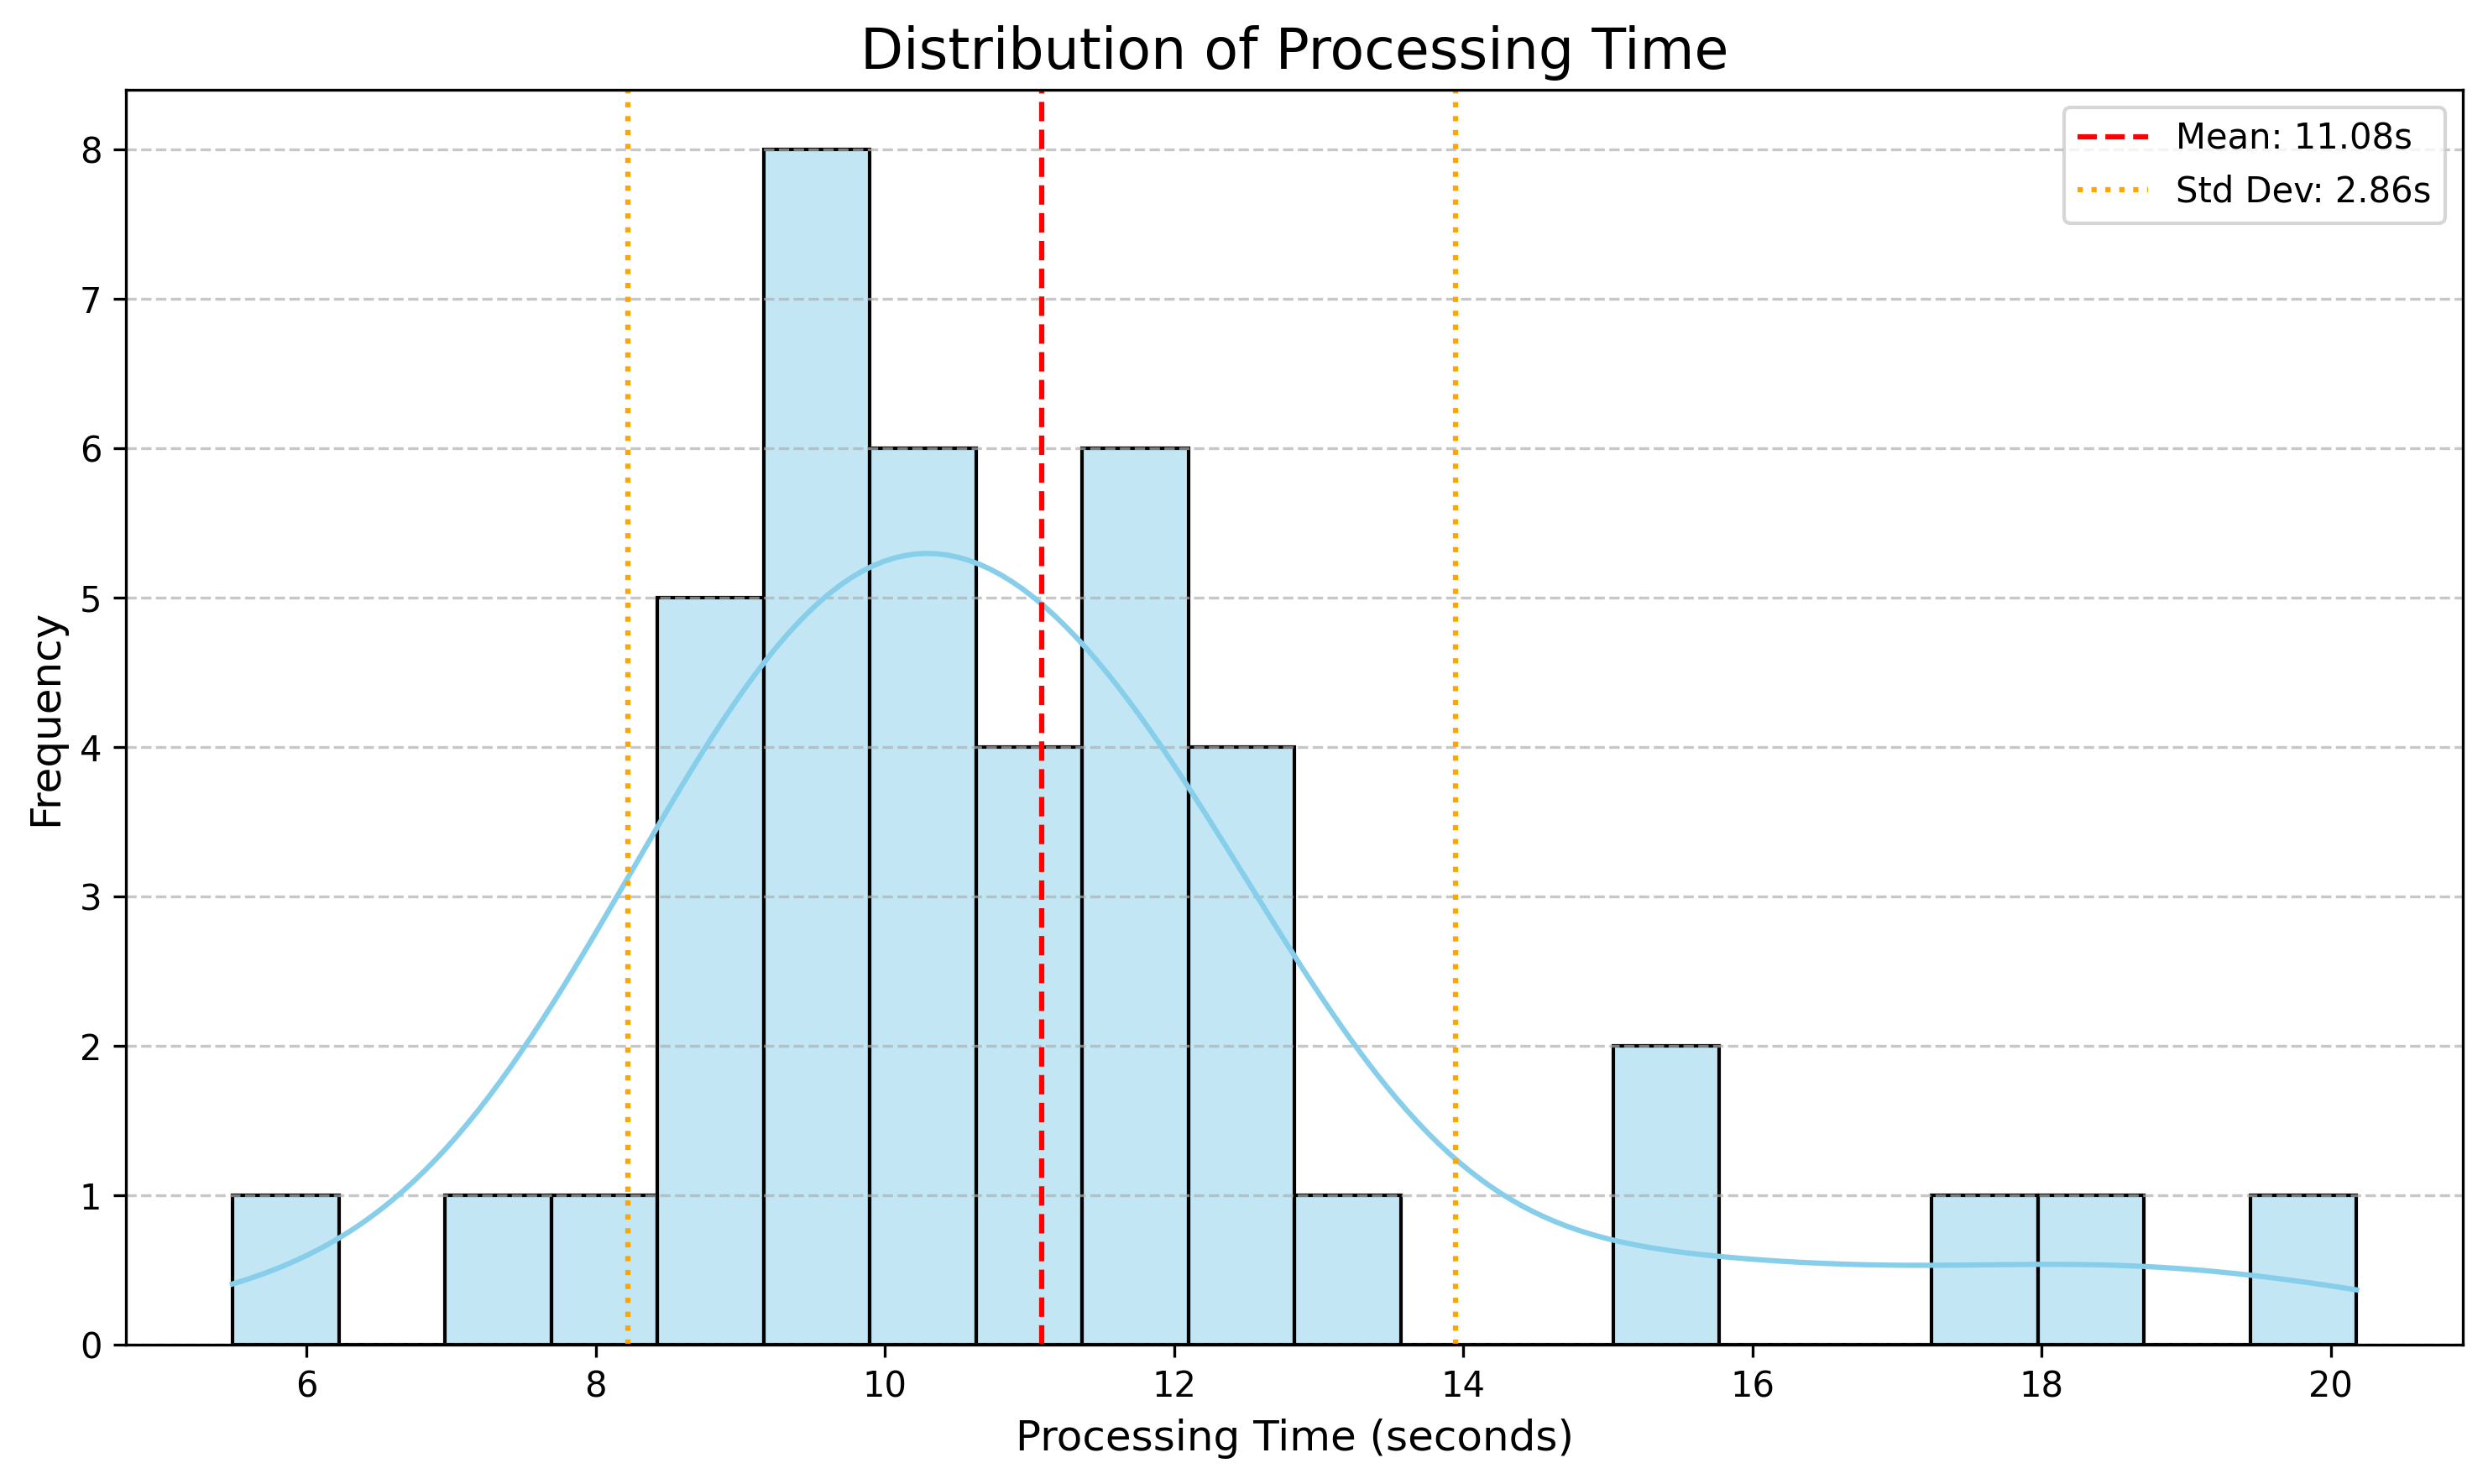 Distribution of Processing Time
Mean: 11.08s
Std Dev: 2.86s
Frequency
8
7
6
5
4
3
2
1
0
6 8 10 12 14 16 18 20
Processing Time (seconds)